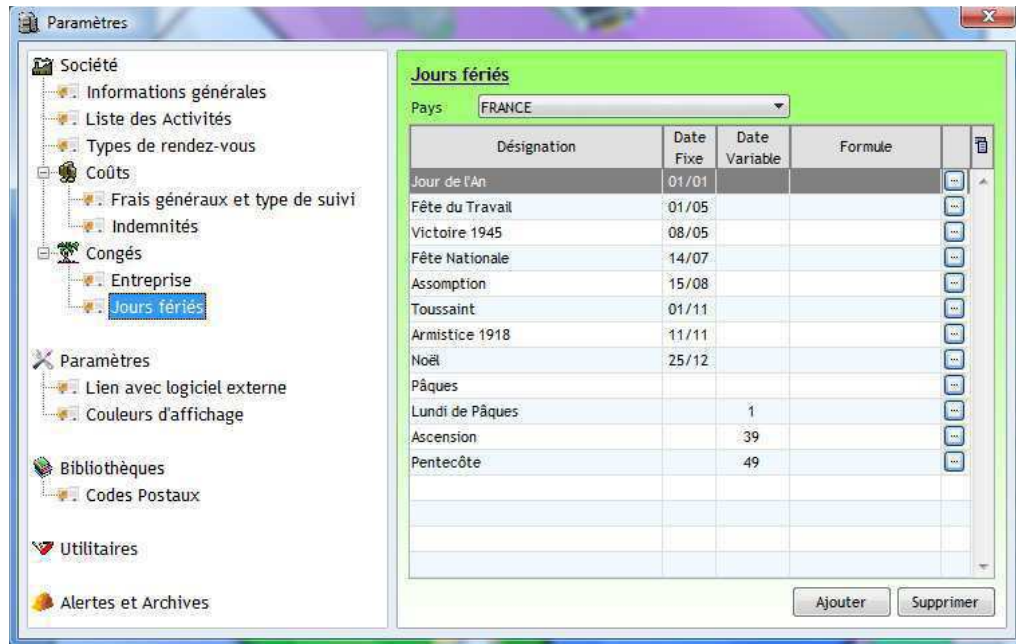 Paramètres
Société
Informations générales
Liste des Activités
Types de rendez-vous
Coûts
Frais généraux et type de suivi
Indemnités
Congés
Entreprise
Jours fériés
Paramètres
Lien avec logiciel externe
Couleurs d'affichage
Bibliothèques
Codes Postaux
Utilitaires
Alertes et Archives
Jours fériés
Pays FRANCE
Désignation Date Fixe Date Variable Formule
Jour de l'An 01/01
Fête du Travail 01/05
Victoire 1945 08/05
Fête Nationale 14/07
Assomption 15/08
Toussaint 01/11
Armistice 1918 11/11
Noël 25/12
Pâques
Lundi de Pâques 1
Ascension 39
Pentecôte 49
Ajouter Supprimer